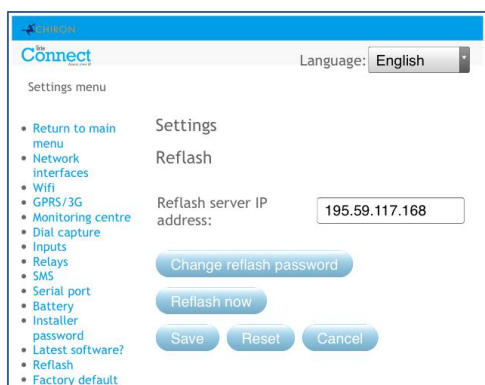 CHIRON
Connect
Language: English
Settings menu
Return to main
menu
Network
interfaces
Wifi
GPRS/3G
Monitoring centre
Dial capture
Inputs
Relays
SMS
Serial port
Battery
Installer
password
Latest software?
Reflash
Factory default
Settings
Reflash
Reflash server IP
address:
195.59.117.168
Change reflash password
Reflash now
Save Reset Cancel